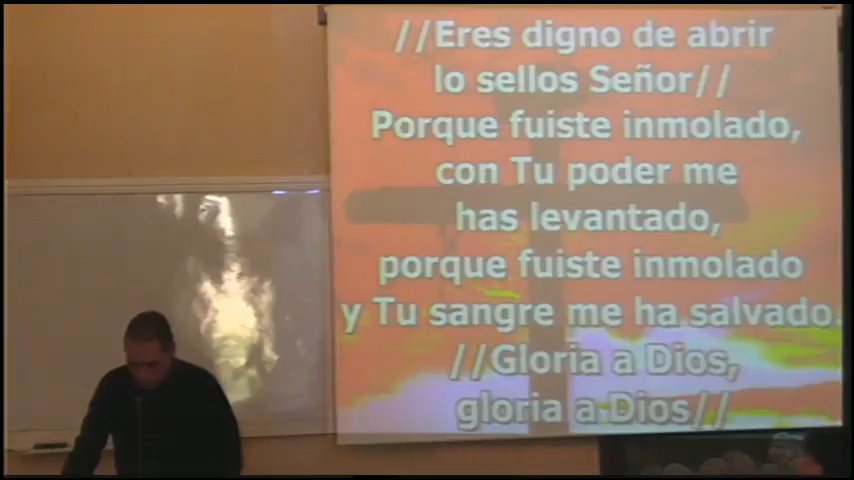 //Eres digno de abrir
lo sellos Señor//
Porque fuiste inmolado,
con Tu poder me
has levantado,
porque fuiste inmolado
y Tu sangre me ha salvado.
//Gloria a Dios,
gloria a Dios//